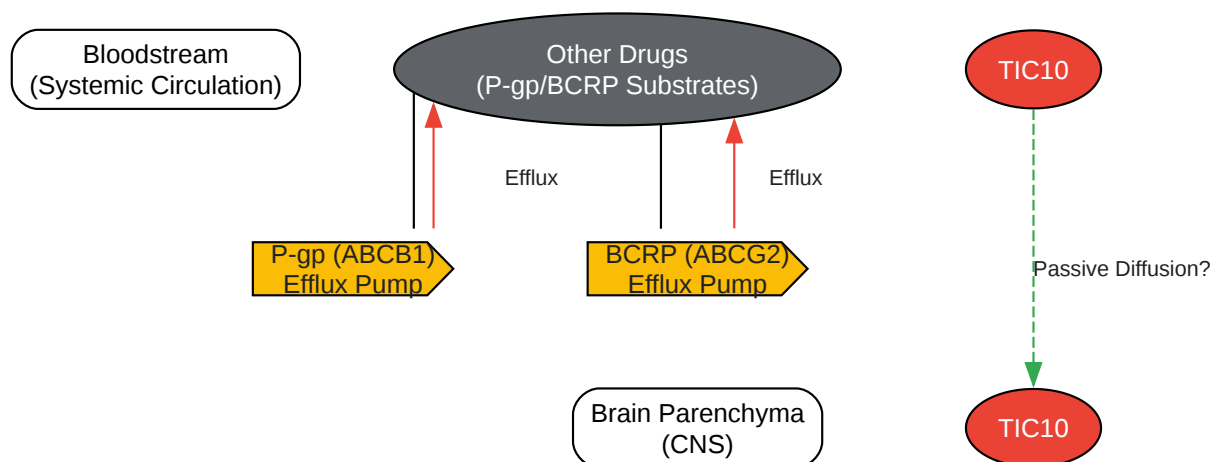 Bloodstream
(Systemic Circulation)
Other Drugs
(P-gp/BCRP Substrates)
TIC10
Efflux
Efflux
P-gp (ABCB1)
Efflux Pump
BCRP (ABCG2)
Efflux Pump
Passive Diffusion?
Brain Parenchyma
(CNS)
TIC10